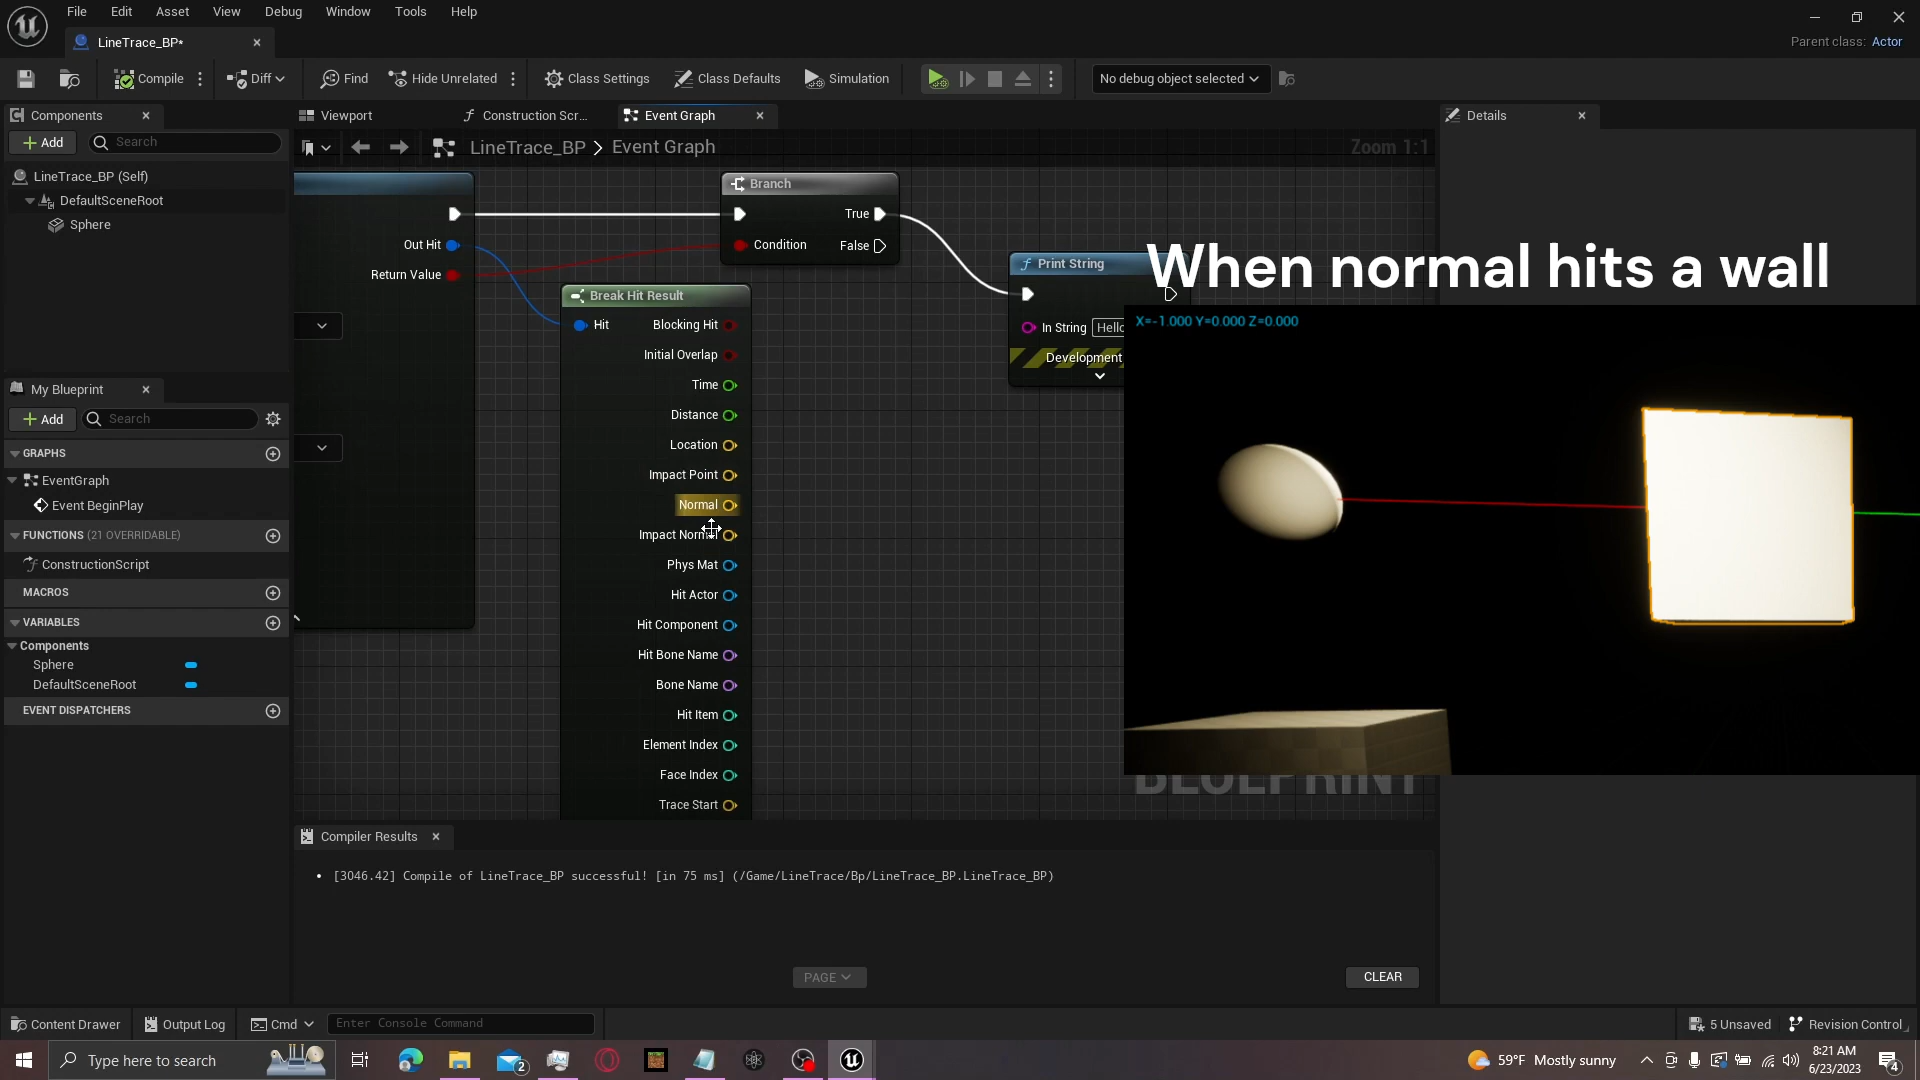 File Edit Asset View Debug Window Tools Help
LineTrace_BP*
Parent class: Actor
Compile Diff Find Hide Unrelated Class Settings Class Defaults Simulation No debug object selected
Components
Viewport Construction Scr... Event Graph
Details
Add Search
LineTrace_BP > Event Graph
Zoom 1:1
LineTrace_BP (Self)
DefaultSceneRoot
Sphere
Branch
True
Condition False
Out Hit
Return Value
Print String
In String Hello
Development
Break Hit Result
Hit Blocking Hit
Initial Overlap
Time
Distance
Location
Impact Point
Normal
Impact Normal
Phys Mat
Hit Actor
Hit Component
Hit Bone Name
Bone Name
Hit Item
Element Index
Face Index
Trace Start
When normal hits a wall
X=-1.000 Y=0.000 Z=0.000
BLUEPRINT
My Blueprint
Add Search
GRAPHS
EventGraph
Event BeginPlay
FUNCTIONS (21 OVERRIDABLE)
ConstructionScript
MACROS
VARIABLES
Components
Sphere
DefaultSceneRoot
EVENT DISPATCHERS
Compiler Results
[3046.42] Compile of LineTrace_BP successful! [in 75 ms] (/Game/LineTrace/Bp/LineTrace_BP.LineTrace_BP)
PAGE CLEAR
Content Drawer Output Log Cmd Enter Console Command 5 Unsaved Revision Control
Type here to search 2 59°F Mostly sunny 8:21 AM
6/23/2023 4